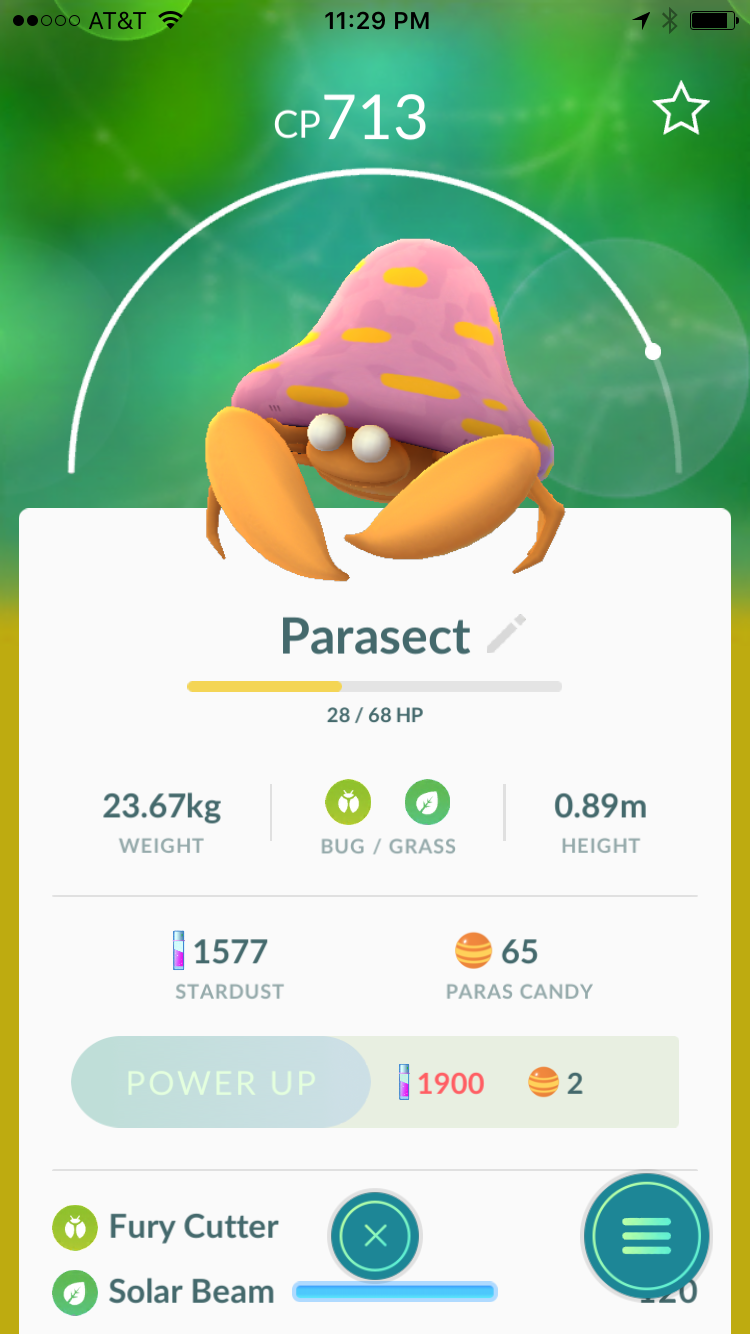 AT&T 11:29 PM
CP713
Parasect
28 / 68 HP
23.67kg
WEIGHT
BUG / GRASS
0.89m
HEIGHT
1577
STARDUST
65
PARAS CANDY
POWER UP 1900 2
Fury Cutter
Solar Beam 120